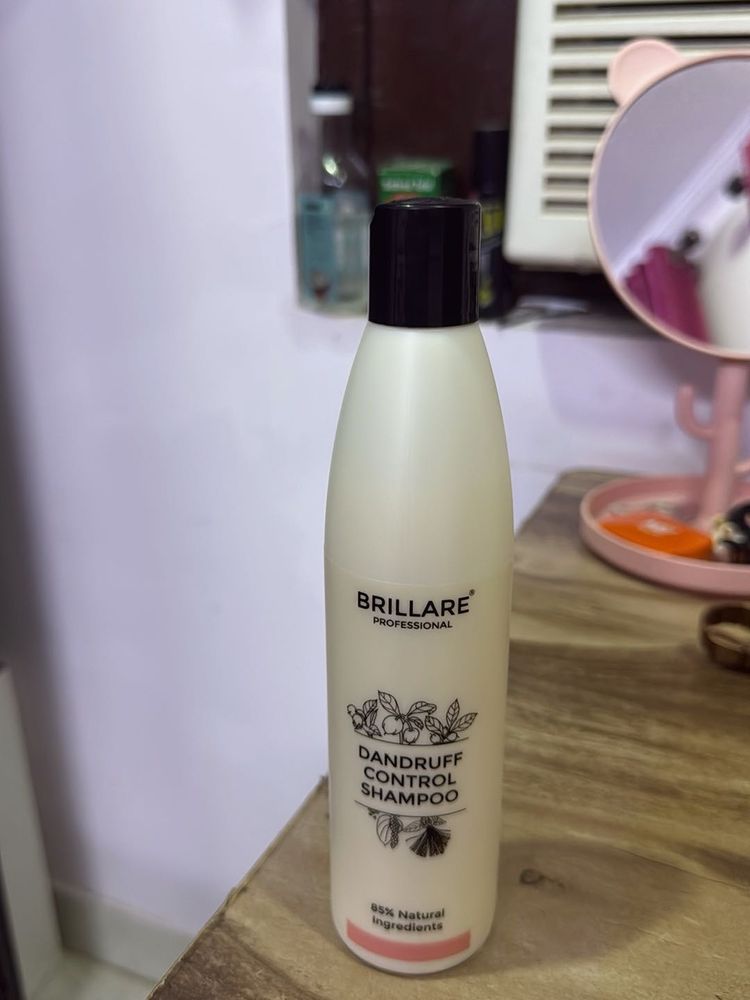 BRILLARE®
PROFESSIONAL
DANDRUFF
CONTROL
SHAMPOO
85% Natural
Ingredients